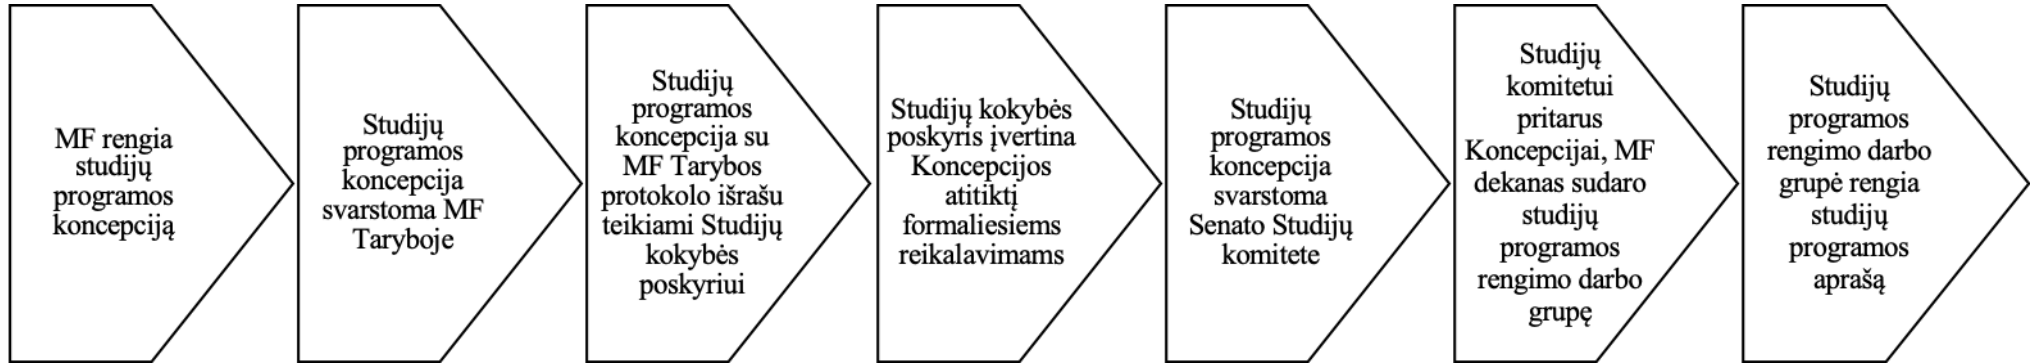 MF rengia
studijų
programos
koncepciją
Studijų
programos
koncepcija
svarstoma MF
Taryboje
Studijų
programos
koncepcija su
MF Tarybos
protokolo išrašu
teikiami Studijų
kokybės
poskyriui
Studijų kokybės
poskyris įvertina
Koncepcijos
atitiktį
formaliesiems
reikalavimams
Studijų
programos
koncepcija
svarstoma
Senato Studijų
komitete
Studijų
komitetui
pritarus
Koncepcijai, MF
dekanas sudaro
studijų
programos
rengimo darbo
grupę
Studijų
programos
rengimo darbo
grupė rengia
studijų
programos
aprašą